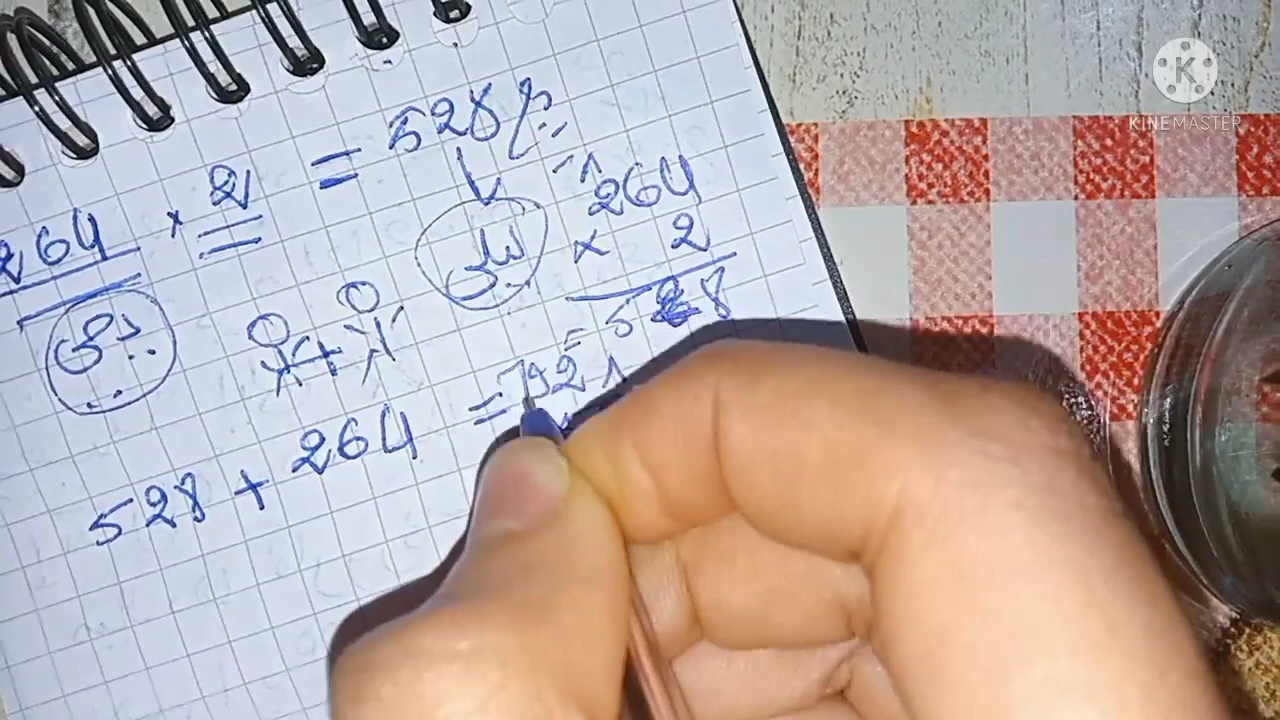 264 × 2 = 528
264
× 2
= 528
528 + 264 = 792
K
KINEMASTER